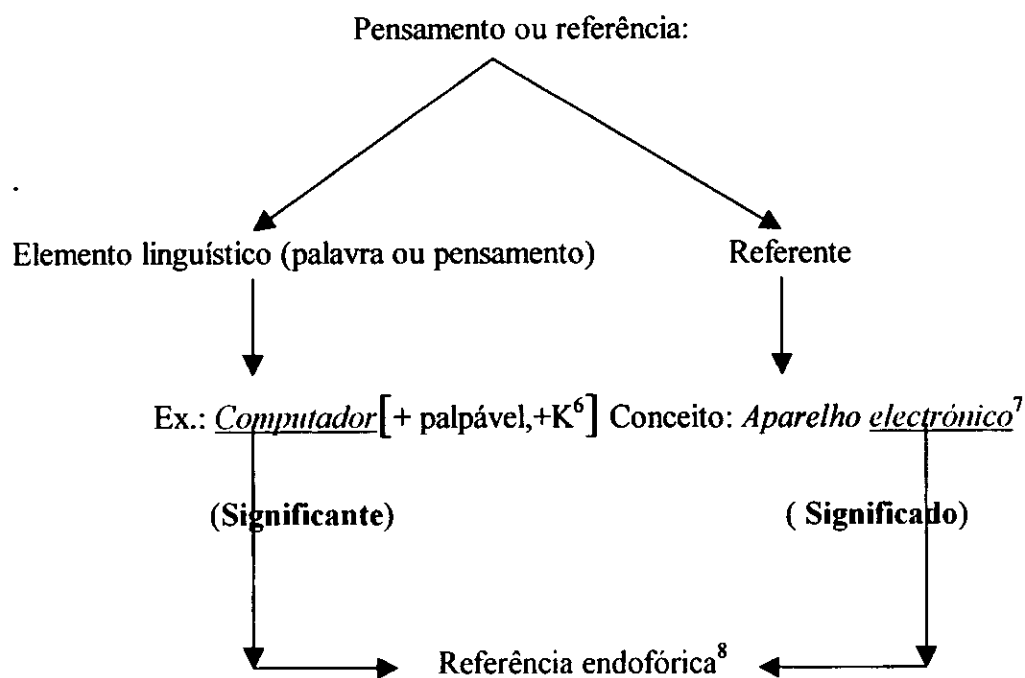 Pensamento ou referência:
Elemento linguístico (palavra ou pensamento) Referente
Ex.: Computador[+ palpável,+K⁶] Conceito: Aparelho electrónico⁷
(Significante) ( Significado)
Referência endofórica⁸